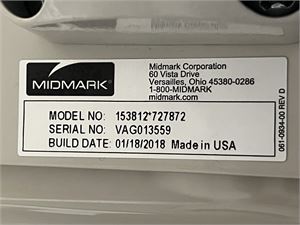 MIDMARK
Midmark Corporation
60 Vista Drive
Versailles, Ohio 45380-0286
1-800-MIDMARK
midmark.com
MODEL NO: 153812*727872
SERIAL NO: VAG013559
BUILD DATE: 01/18/2018 Made in USA
061-0934-00 REV D